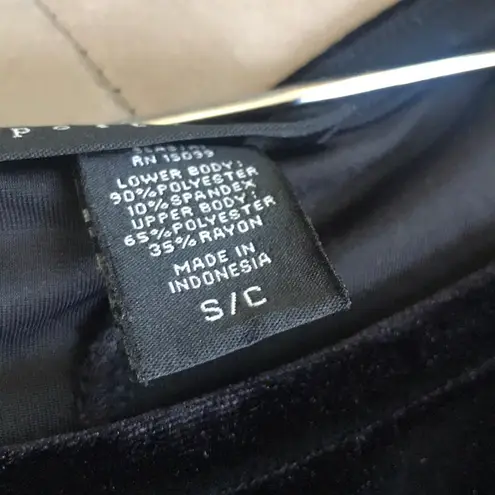 RN 15099
LOWER BODY:
90%POLYESTER
10%SPANDEX
UPPER BODY:
65%POLYESTER
35%RAYON
MADE IN
INDONESIA
S/C